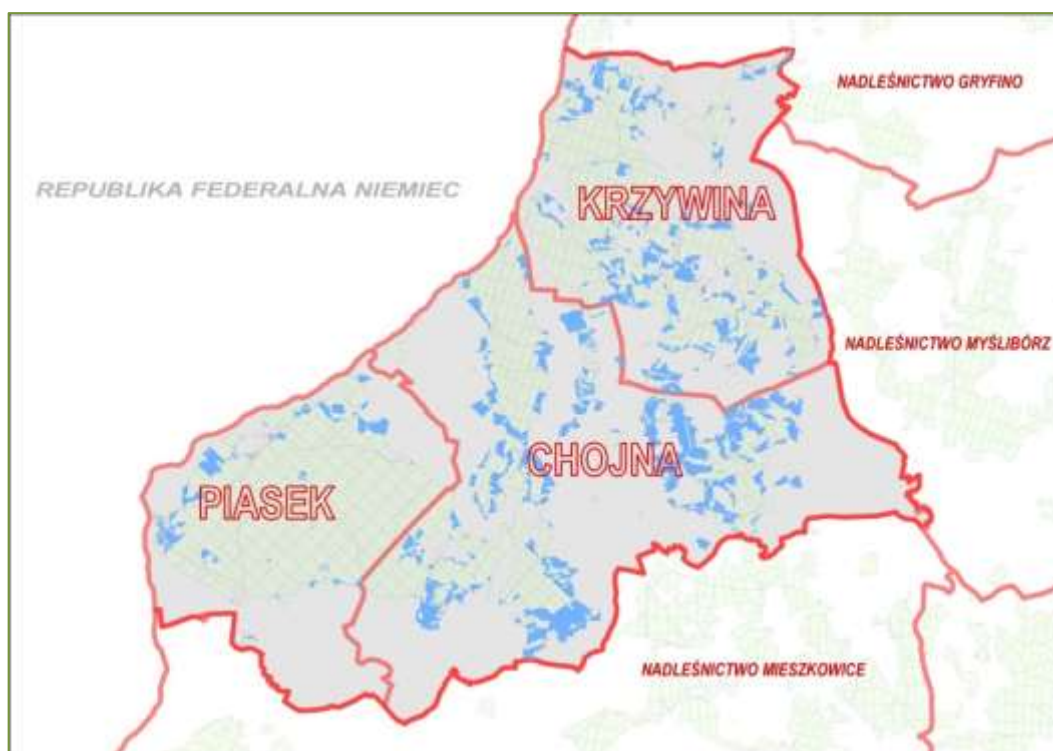 NADLEŚNICTWO GRYFINO
REPUBLIKA FEDERALNA NIEMIEC
KRZYWINA
NADLEŚNICTWO MYŚLIBÓRZ
CHOJNA
PIASEK
NADLEŚNICTWO MIESZKOWICE